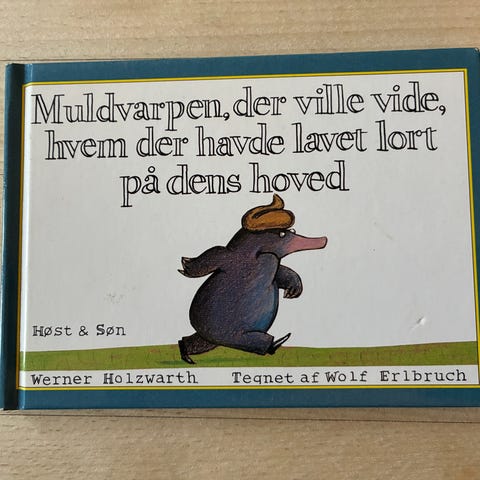 Muldvarpen, der ville vide,
hvem der havde lavet lort
på dens hoved
Høst & Søn
Werner Holzwarth Tegnet af Wolf Erlbruch